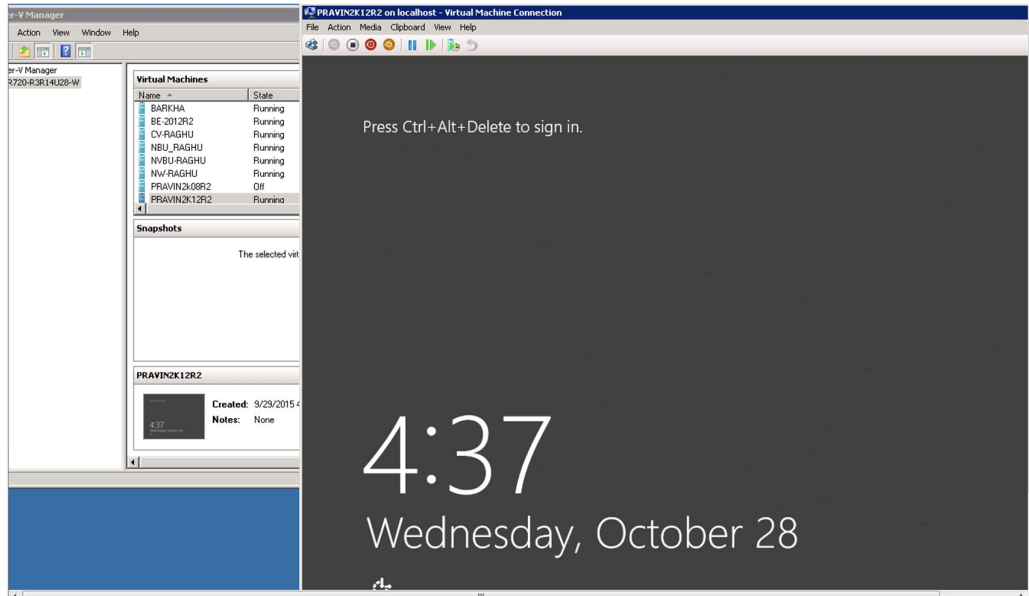 er-V Manager
Action View Window Help
er-V Manager
R720-R3R14U28-W
Virtual Machines
Name State
BARKHA Running
BE-2012R2 Running
CV-RAGHU Running
NBU_RAGHU Running
NVBU-RAGHU Running
NW-RAGHU Running
PRAVIN2k08R2 Off
PRAVIN2K12R2 Running
Snapshots
The selected virt
PRAVIN2K12R2
Created: 9/29/2015 4
Notes: None
4:37
PRAVIN2K12R2 on localhost - Virtual Machine Connection
File Action Media Clipboard View Help
Press Ctrl+Alt+Delete to sign in.
4:37
Wednesday, October 28